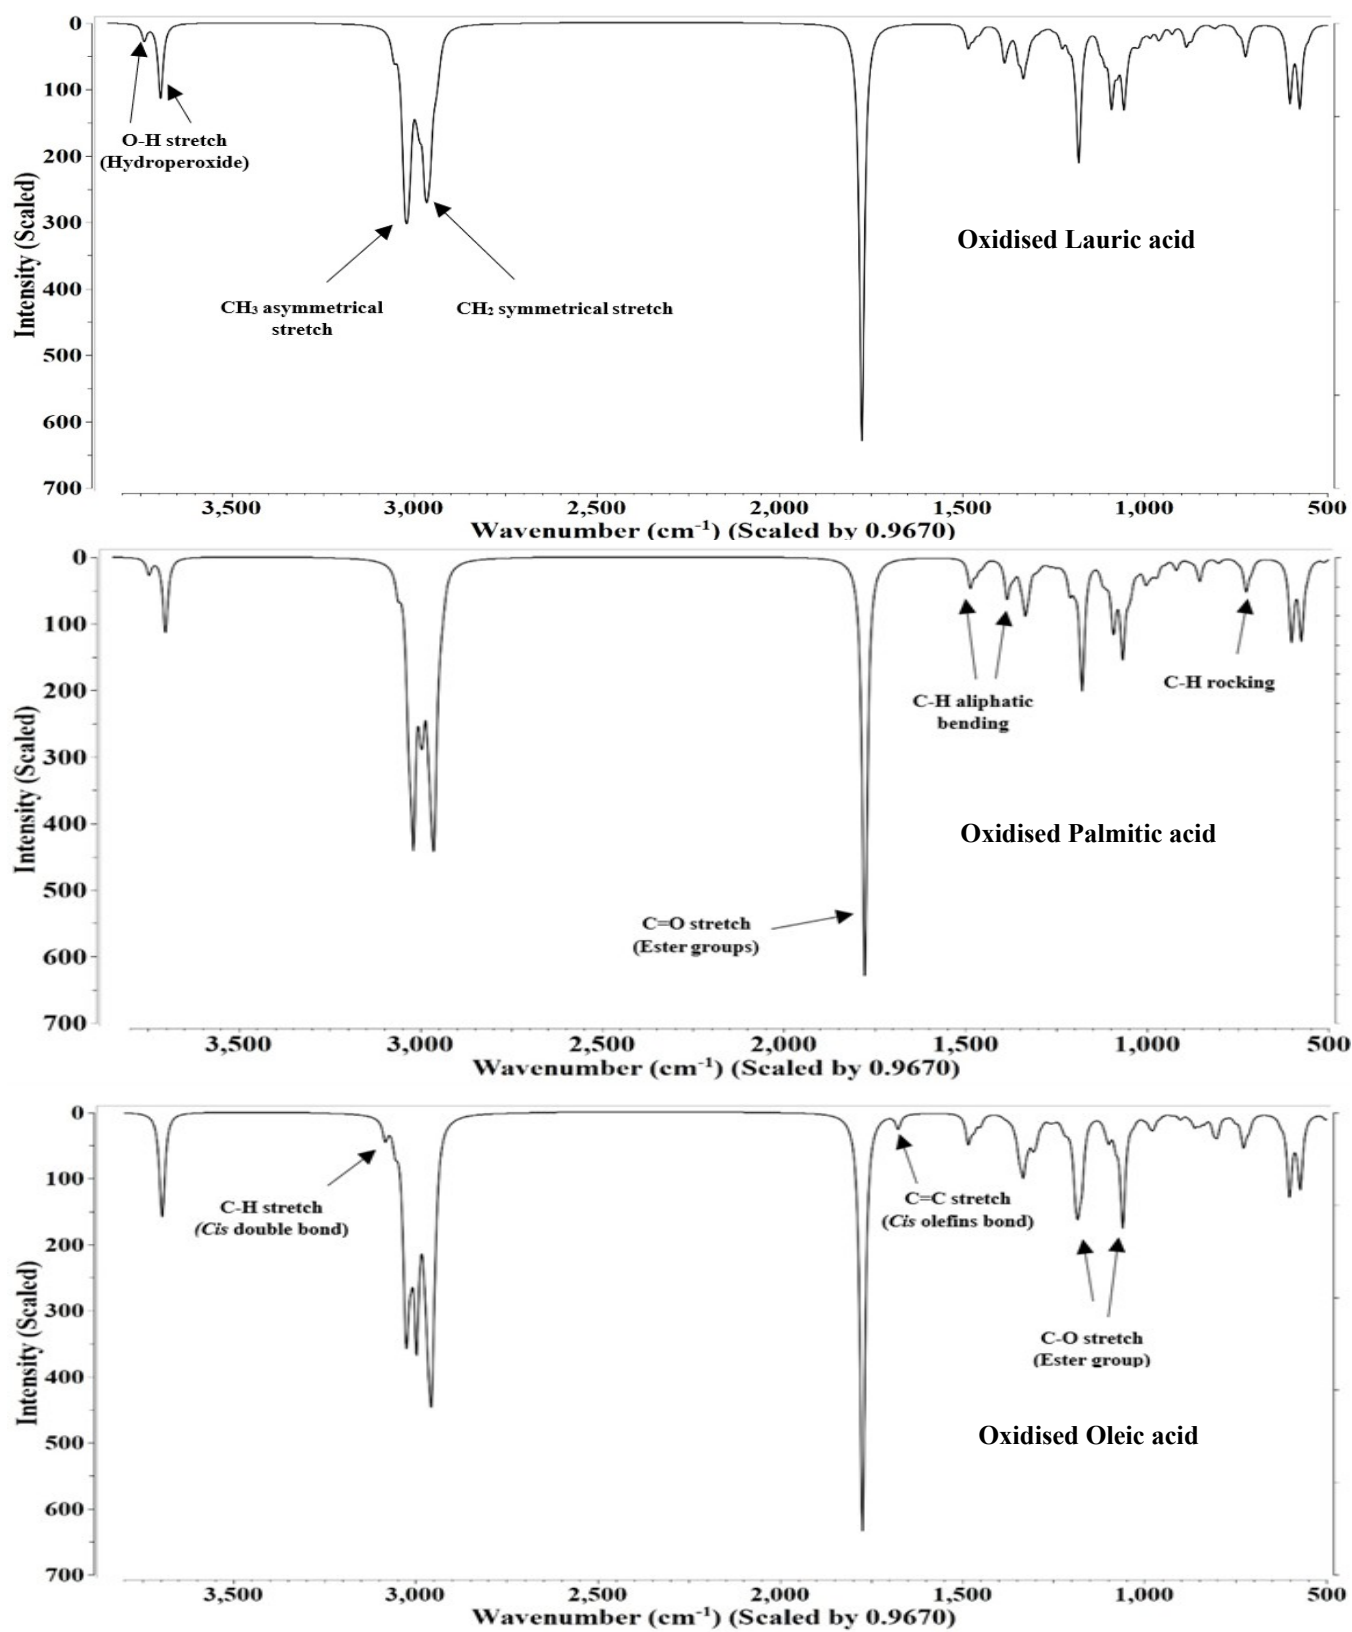 0
100
200
300
400
500
600
700
Intensity (Scaled)
O-H stretch
(Hydroperoxide)
CH₃ asymmetrical
stretch
CH₂ symmetrical stretch
Oxidised Lauric acid
3,500 3,000 2,500 2,000 1,500 1,000 500
Wavenumber (cm⁻¹) (Scaled by 0.9670)
0
100
200
300
400
500
600
700
Intensity (Scaled)
C-H aliphatic
bending
C-H rocking
Oxidised Palmitic acid
C=O stretch
(Ester groups)
3,500 3,000 2,500 2,000 1,500 1,000 500
Wavenumber (cm⁻¹) (Scaled by 0.9670)
0
100
200
300
400
500
600
700
Intensity (Scaled)
C-H stretch
(Cis double bond)
C=C stretch
(Cis olefins bond)
C-O stretch
(Ester group)
Oxidised Oleic acid
3,500 3,000 2,500 2,000 1,500 1,000 500
Wavenumber (cm⁻¹) (Scaled by 0.9670)